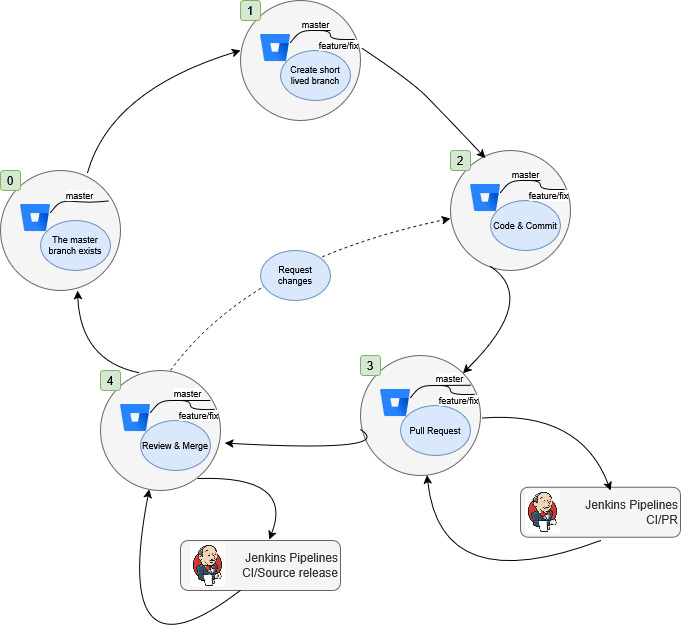 1
master
feature/fix
Create short
lived branch
2
master
feature/fix
Code & Commit
0
master
The master
branch exists
Request
changes
3
master
feature/fix
Pull Request
4
master
feature/fix
Review & Merge
Jenkins Pipelines
CI/PR
Jenkins Pipelines
CI/Source release